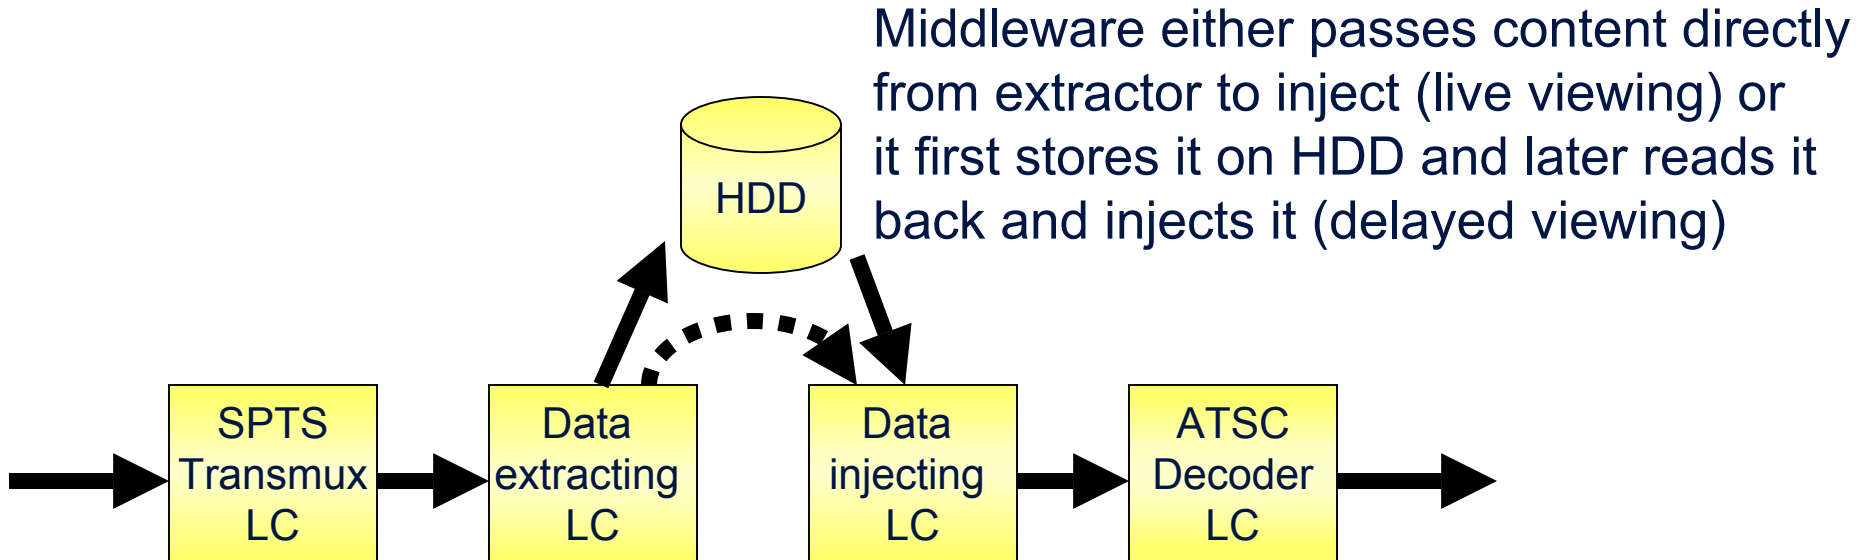 Middleware either passes content directly
from extractor to inject (live viewing) or
it first stores it on HDD and later reads it
back and injects it (delayed viewing)
HDD
SPTS
Transmux
LC
Data
extracting
LC
Data
injecting
LC
ATSC
Decoder
LC